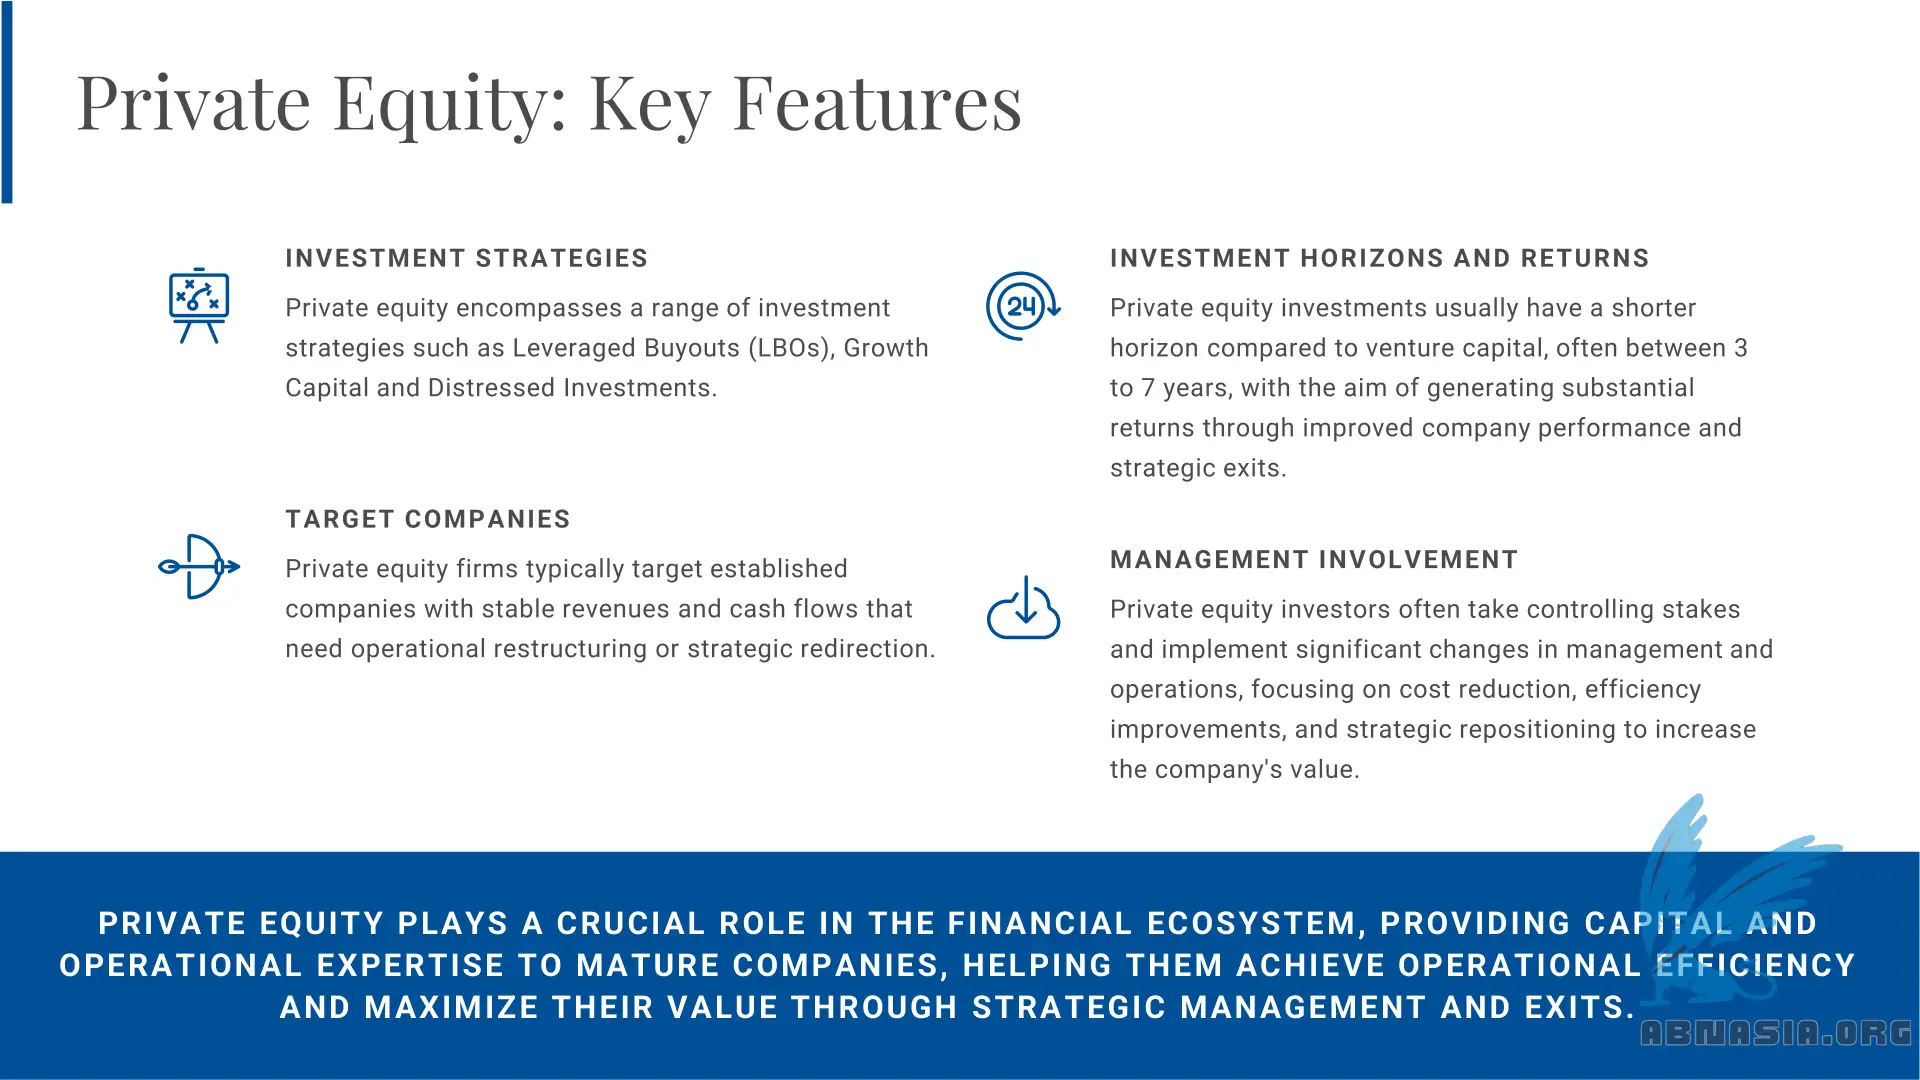 Private Equity: Key Features
INVESTMENT STRATEGIES
Private equity encompasses a range of investment
strategies such as Leveraged Buyouts (LBOs), Growth
Capital and Distressed Investments.
TARGET COMPANIES
Private equity firms typically target established
companies with stable revenues and cash flows that
need operational restructuring or strategic redirection.
24
INVESTMENT HORIZONS AND RETURNS
Private equity investments usually have a shorter
horizon compared to venture capital, often between 3
to 7 years, with the aim of generating substantial
returns through improved company performance and
strategic exits.
MANAGEMENT INVOLVEMENT
Private equity investors often take controlling stakes
and implement significant changes in management and
operations, focusing on cost reduction, efficiency
improvements, and strategic repositioning to increase
the company's value.
PRIVATE EQUITY PLAYS A CRUCIAL ROLE IN THE FINANCIAL ECOSYSTEM, PROVIDING CAPITAL AND
OPERATIONAL EXPERTISE TO MATURE COMPANIES, HELPING THEM ACHIEVE OPERATIONAL EFFICIENCY
AND MAXIMIZE THEIR VALUE THROUGH STRATEGIC MANAGEMENT AND EXITS.
ABNASIA.ORG